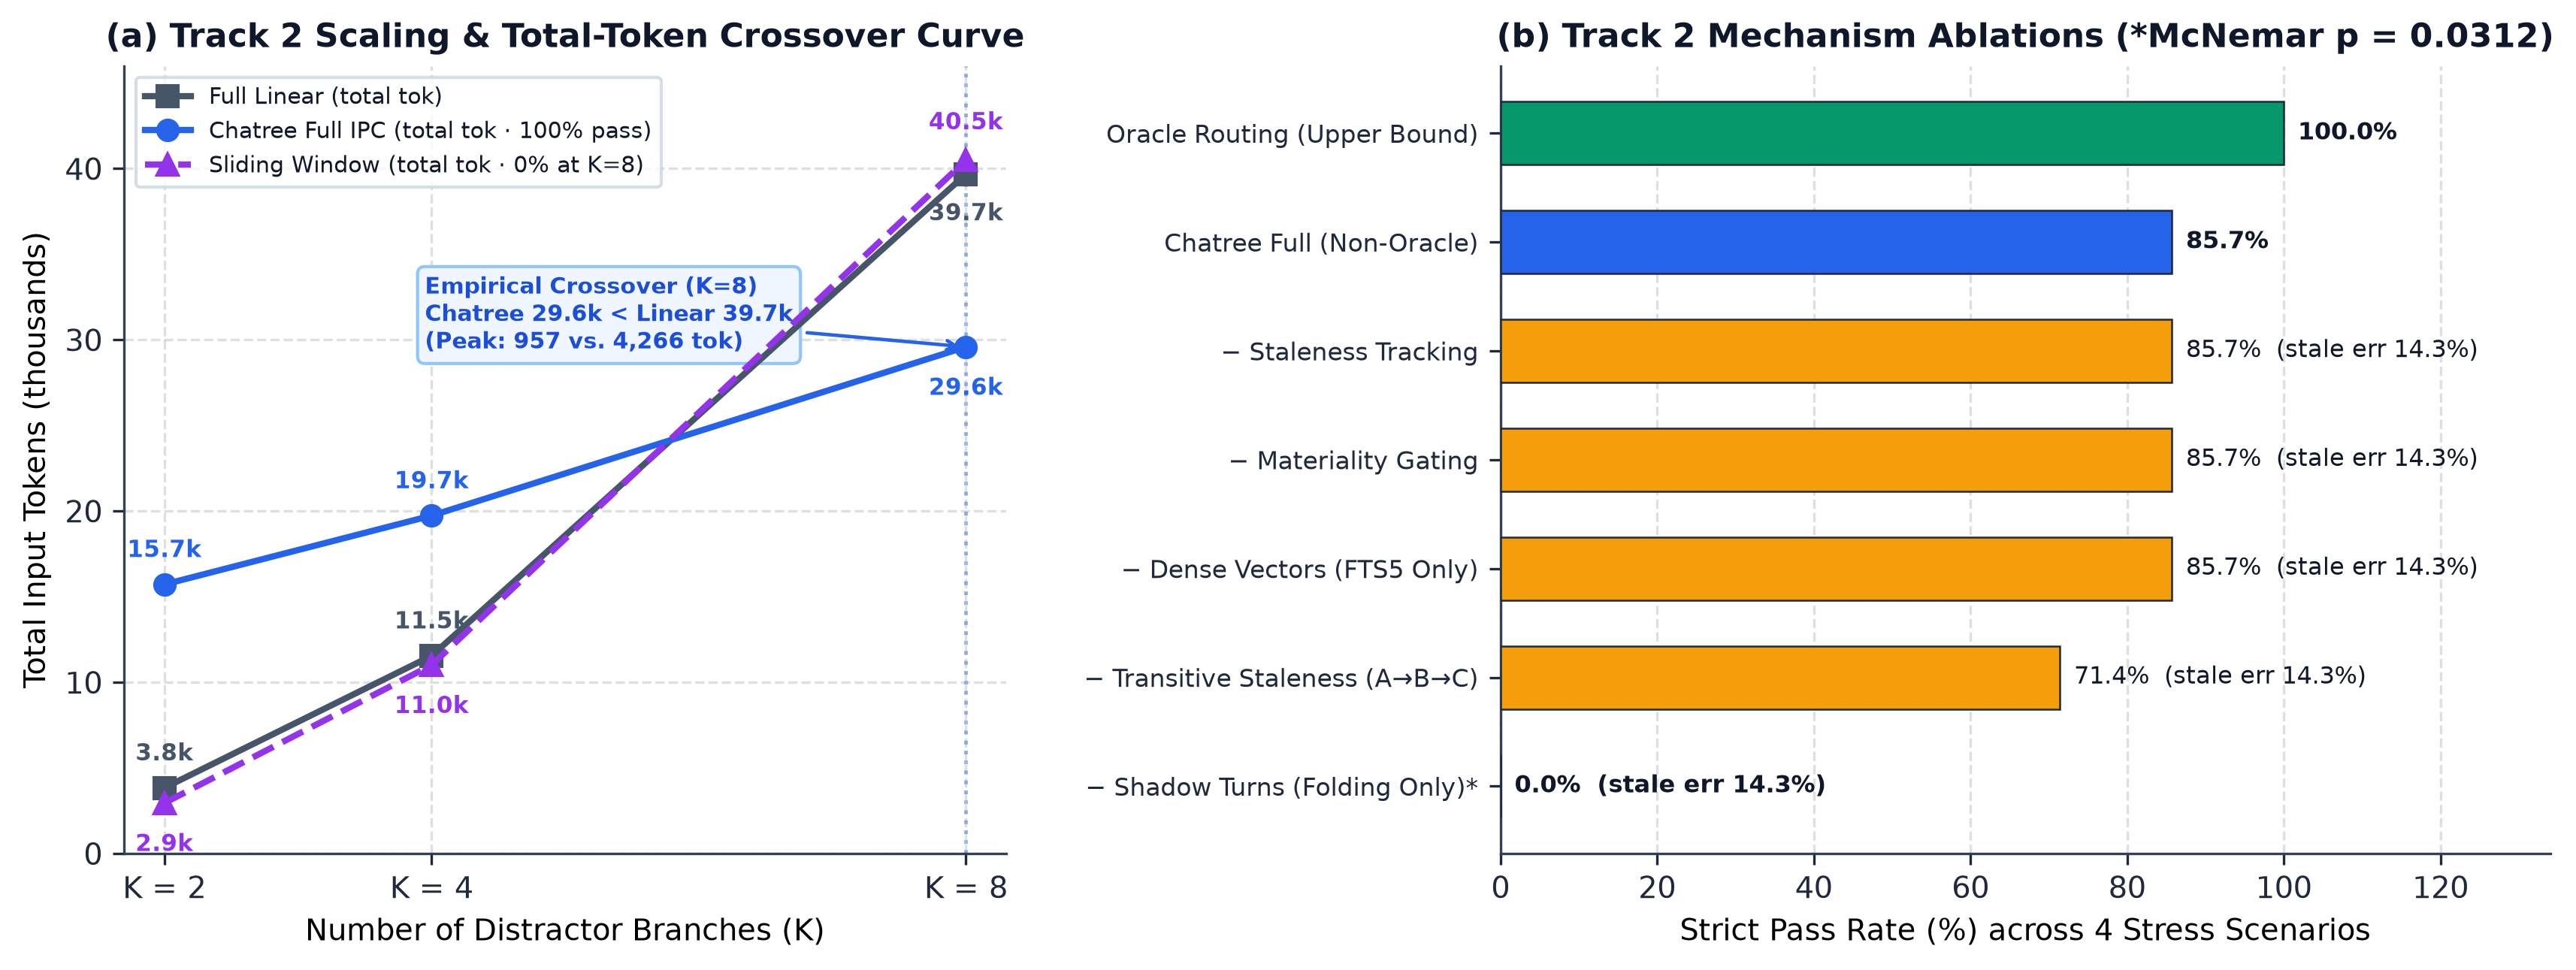 (a) Track 2 Scaling & Total-Token Crossover Curve
Full Linear (total tok)
Chatree Full IPC (total tok · 100% pass)
Sliding Window (total tok · 0% at K=8)
40.5k
39.7k
Empirical Crossover (K=8)
Chatree 29.6k < Linear 39.7k
(Peak: 957 vs. 4,266 tok)
29.6k
19.7k
15.7k
11.5k
11.0k
3.8k
2.9k
Total Input Tokens (thousands)
40
30
20
10
0
K = 2
K = 4
K = 8
Number of Distractor Branches (K)
(b) Track 2 Mechanism Ablations (*McNemar p = 0.0312)
Oracle Routing (Upper Bound)
100.0%
Chatree Full (Non-Oracle)
85.7%
− Staleness Tracking
85.7% (stale err 14.3%)
− Materiality Gating
85.7% (stale err 14.3%)
− Dense Vectors (FTS5 Only)
85.7% (stale err 14.3%)
− Transitive Staleness (A→B→C)
71.4% (stale err 14.3%)
− Shadow Turns (Folding Only)*
0.0% (stale err 14.3%)
0
20
40
60
80
100
120
Strict Pass Rate (%) across 4 Stress Scenarios